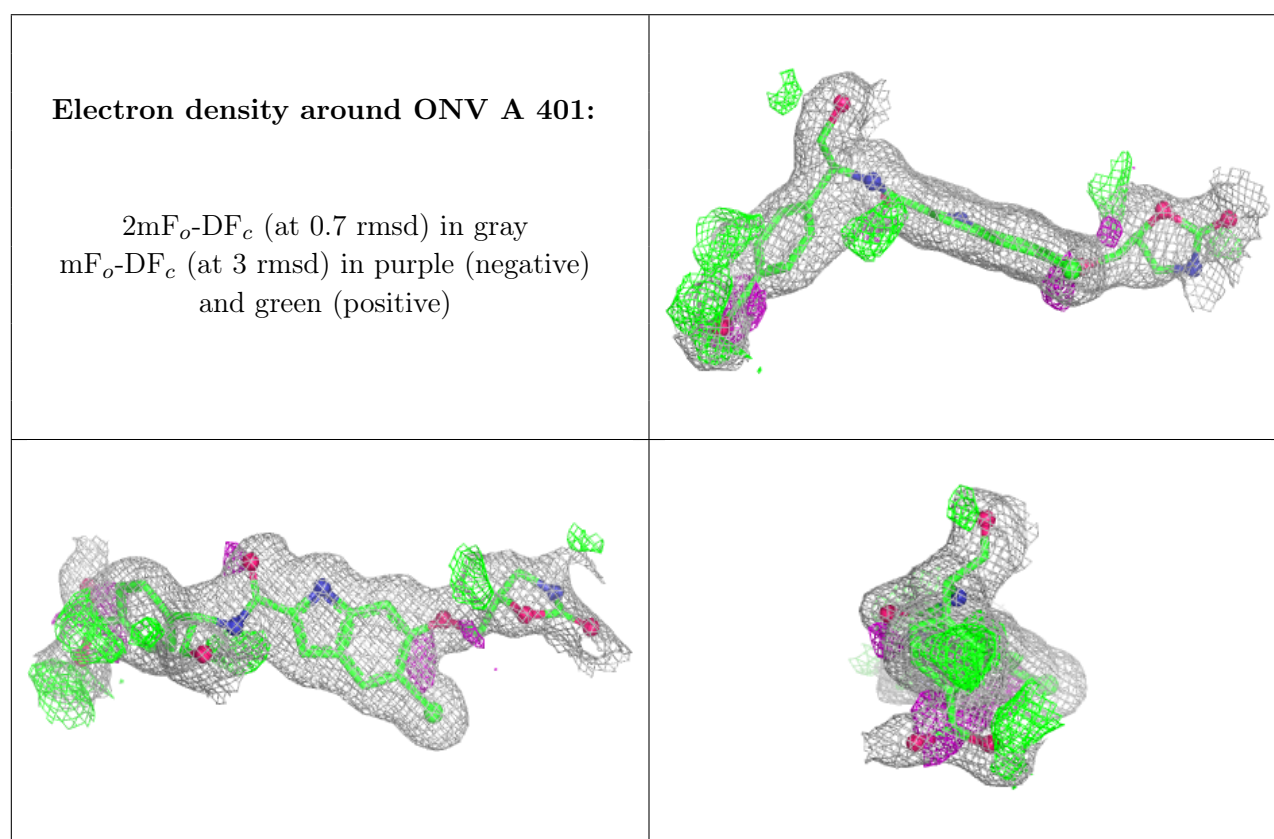 Electron density around ONV A 401:
2mFo-DFc (at 0.7 rmsd) in gray
mFo-DFc (at 3 rmsd) in purple (negative)
and green (positive)